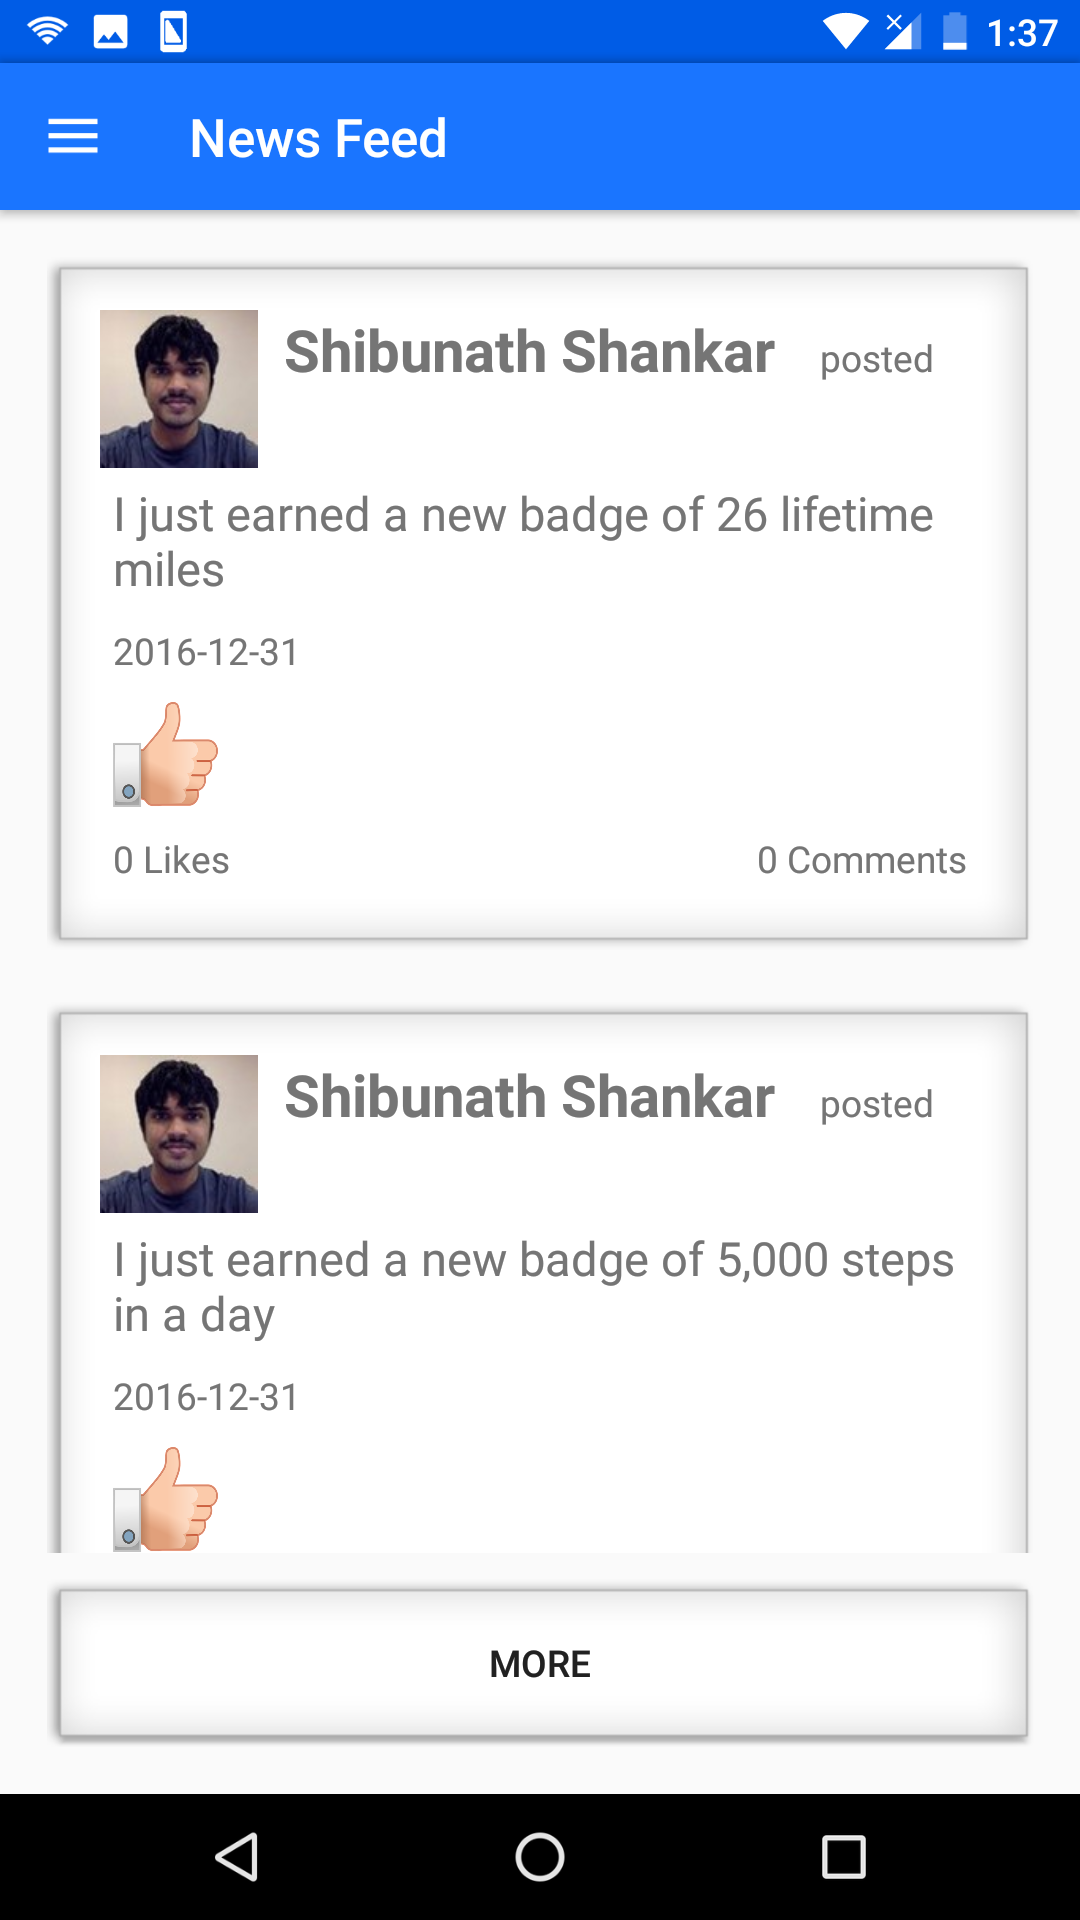 1:37
News Feed
Shibunath Shankar posted
I just earned a new badge of 26 lifetime
miles
2016-12-31
0 Likes 0 Comments
Shibunath Shankar posted
I just earned a new badge of 5,000 steps
in a day
2016-12-31
MORE